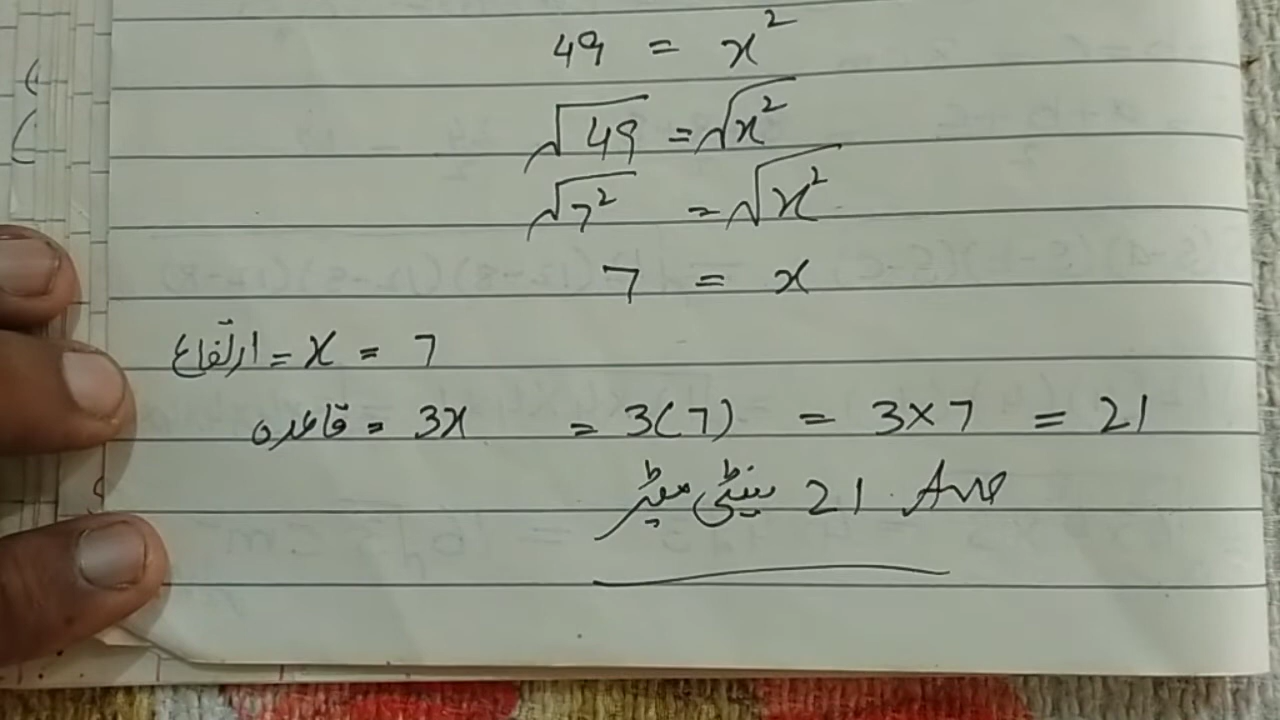 49 = x²
√49 = √x²
√7² = √x²
7 = x
ارتفاع = x = 7
قاعدہ = 3x = 3(7) = 3×7 = 21
21 سینٹی میٹر Ans